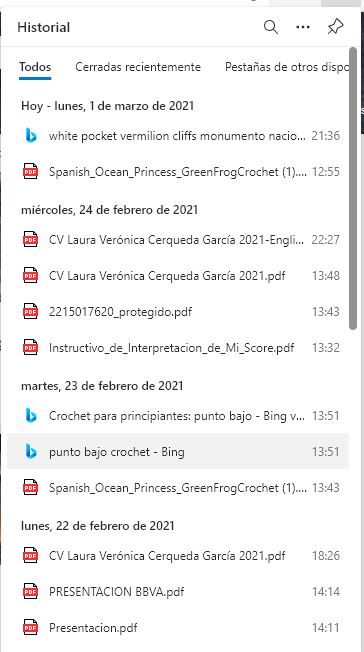 Historial
Todos Cerradas recientemente Pestañas de otros dispo
Hoy - lunes, 1 de marzo de 2021
white pocket vermilion cliffs monumento nacio... 21:36
PDF Spanish_Ocean_Princess_GreenFrogCrochet (1).... 12:55
miércoles, 24 de febrero de 2021
PDF CV Laura Verónica Cerqueda García 2021-Engli... 22:27
PDF CV Laura Verónica Cerqueda García 2021.pdf 13:48
PDF 2215017620_protegido.pdf 13:43
PDF Instructivo_de_Interpretacion_de_Mi_Score.pdf 13:32
martes, 23 de febrero de 2021
Crochet para principiantes: punto bajo - Bing v... 13:51
punto bajo crochet - Bing 13:51
PDF Spanish_Ocean_Princess_GreenFrogCrochet (1).... 13:43
lunes, 22 de febrero de 2021
PDF CV Laura Verónica Cerqueda García 2021.pdf 18:26
PDF PRESENTACION BBVA.pdf 14:14
PDF Presentacion.pdf 14:11